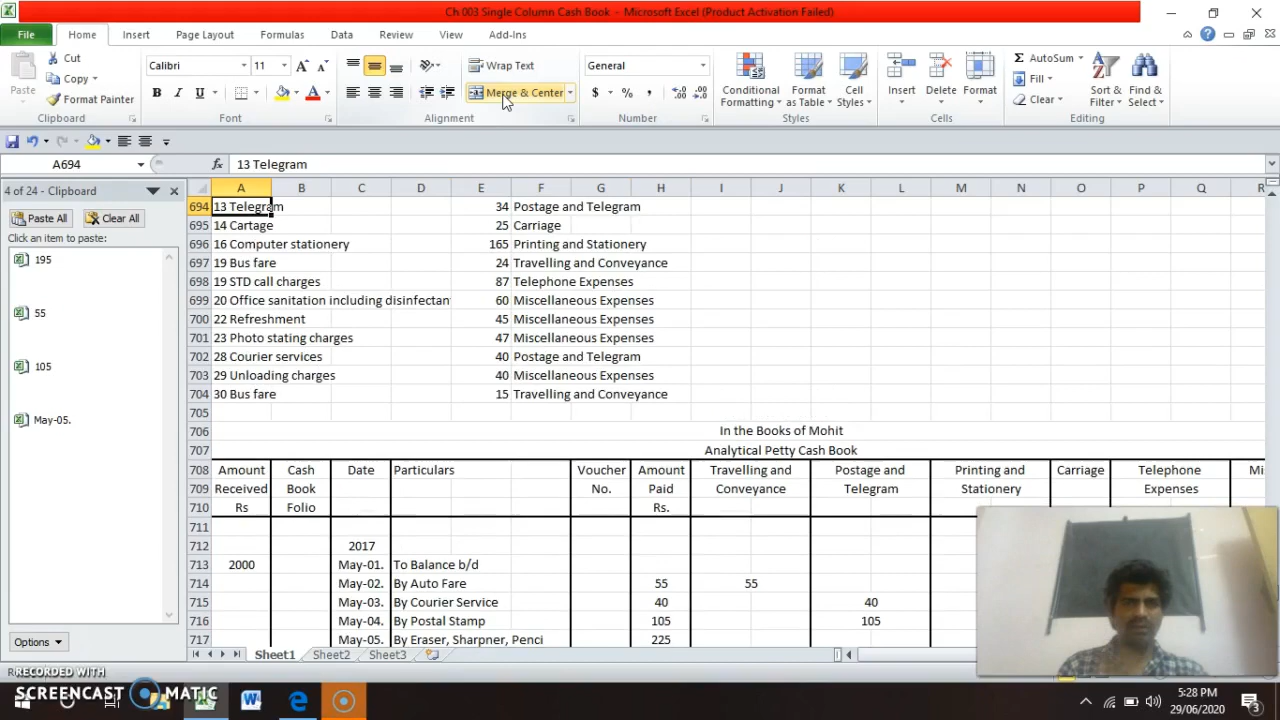 Ch 003 Single Column Cash Book - Microsoft Excel (Product Activation Failed)
File Home Insert Page Layout Formulas Data Review View Add-Ins
Cut
Copy
Format Painter
Paste
Clipboard
Calibri 11
B I U
Font
Wrap Text
Merge & Center
Alignment
General
$ % ,
Number
Conditional Formatting
Format as Table
Cell Styles
Styles
Insert Delete Format
Cells
AutoSum
Fill
Clear
Sort & Filter
Find & Select
Editing
A694 fx 13 Telegram
4 of 24 - Clipboard
Paste All Clear All
Click an item to paste:
195
55
105
May-05.
Options
A B C D E F G H I J K L M N O P Q R
694 13 Telegram 34 Postage and Telegram
695 14 Cartage 25 Carriage
696 16 Computer stationery 165 Printing and Stationery
697 19 Bus fare 24 Travelling and Conveyance
698 19 STD call charges 87 Telephone Expenses
699 20 Office sanitation including disinfectan 60 Miscellaneous Expenses
700 22 Refreshment 45 Miscellaneous Expenses
701 23 Photo stating charges 47 Miscellaneous Expenses
702 28 Courier services 40 Postage and Telegram
703 29 Unloading charges 40 Miscellaneous Expenses
704 30 Bus fare 15 Travelling and Conveyance
705
706 In the Books of Mohit
707 Analytical Petty Cash Book
708 Amount Cash Date Particulars Voucher Amount Travelling and Postage and Printing and Carriage Telephone Mi
709 Received Book No. Paid Conveyance Telegram Stationery Expenses
710 Rs Folio Rs.
711
712 2017
713 2000 May-01. To Balance b/d
714 May-02. By Auto Fare 55 55
715 May-03. By Courier Service 40 40
716 May-04. By Postal Stamp 105 105
717 May-05. By Eraser, Sharpner, Penci 225
Sheet1 Sheet2 Sheet3
RECORDED WITH
SCREENCAST MATIC
5:28 PM
29/06/2020
3